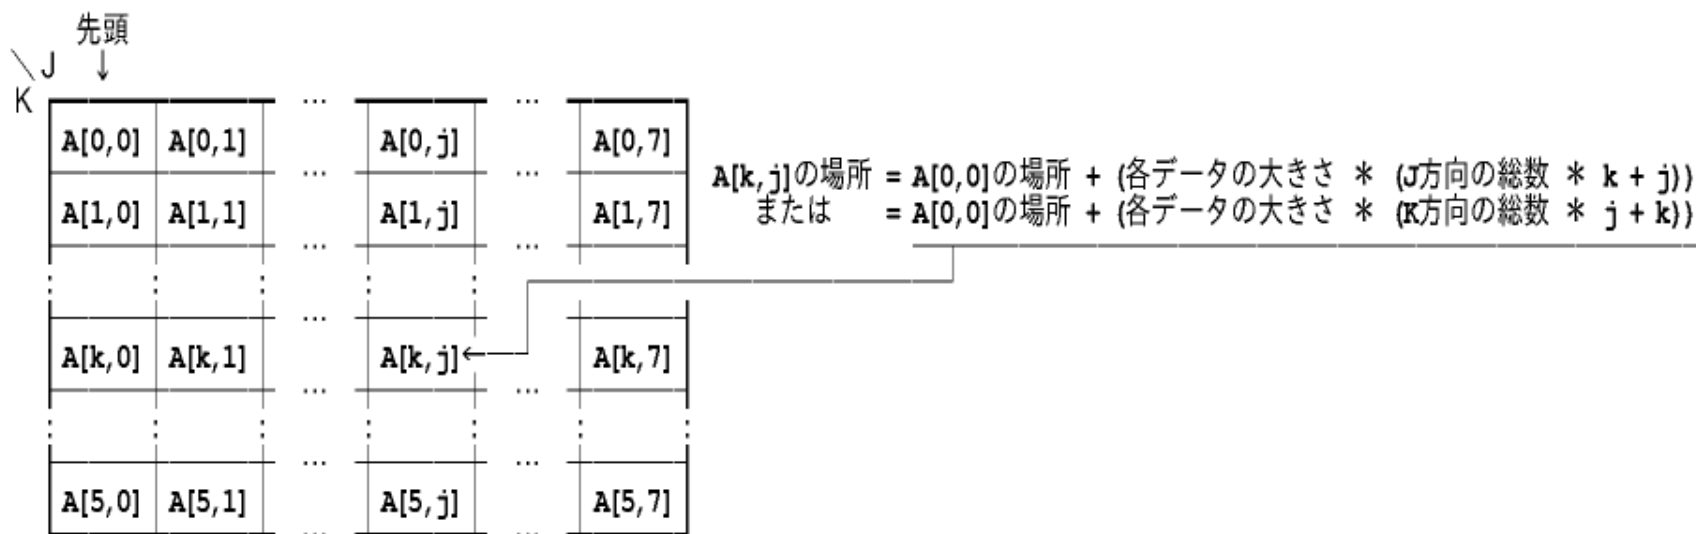 先頭
＼J ↓
K
A[0,0] A[0,1] … A[0,j] … A[0,7]
A[1,0] A[1,1] … A[1,j] … A[1,7]
A[k,j]の場所 = A[0,0]の場所 + (各データの大きさ ＊ (J方向の総数 ＊ k + j))
または = A[0,0]の場所 + (各データの大きさ ＊ (K方向の総数 ＊ j + k))
A[k,0] A[k,1] … A[k,j]← … A[k,7]
A[5,0] A[5,1] … A[5,j] … A[5,7]